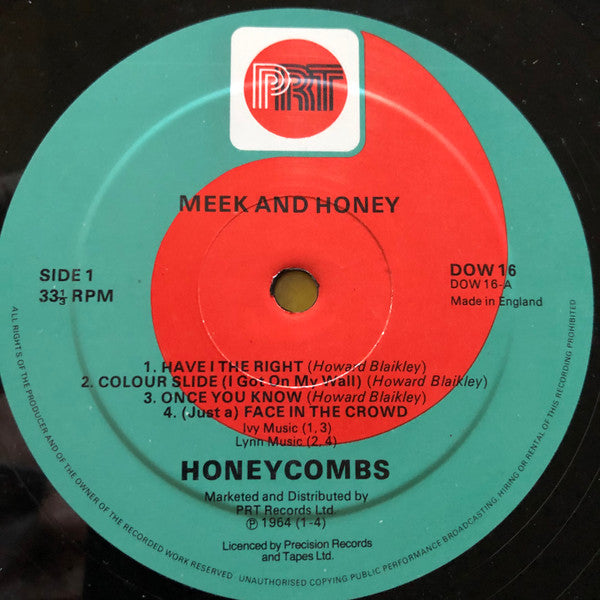 PRT
MEEK AND HONEY
SIDE 1
33⅓ RPM
DOW 16
DOW 16-A
Made in England
1. HAVE I THE RIGHT (Howard Blaikley)
2. COLOUR SLIDE (I Got On My Wall) (Howard Blaikley)
3. ONCE YOU KNOW (Howard Blaikley)
4. (Just a) FACE IN THE CROWD
Ivy Music (1, 3)
Lynn Music (2, 4)
HONEYCOMBS
Marketed and Distributed by
PRT Records Ltd.
Ⓟ 1964 (1-4)
Licenced by Precision Records
and Tapes Ltd.
ALL RIGHTS OF THE PRODUCER AND OF THE OWNER OF THE RECORDED WORK RESERVED UNAUTHORISED COPYING PUBLIC PERFORMANCE BROADCASTING, HIRING OR RENTAL OF THIS RECORDING PROHIBITED